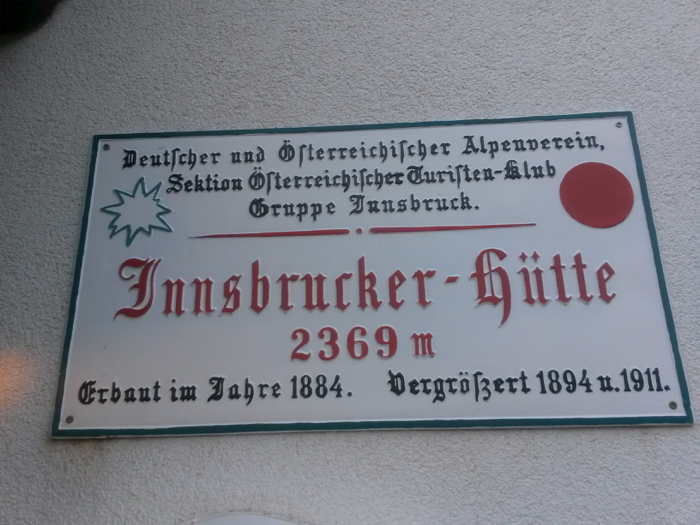 Deutſcher und Öſterreichiſcher Alpenverein,
Sektion Öſterreichiſcher Turiſten-Klub
Gruppe Innsbruck.
Innsbrucker-Hütte
2369 m
Erbaut im Jahre 1884. Vergrößert 1894 u. 1911.